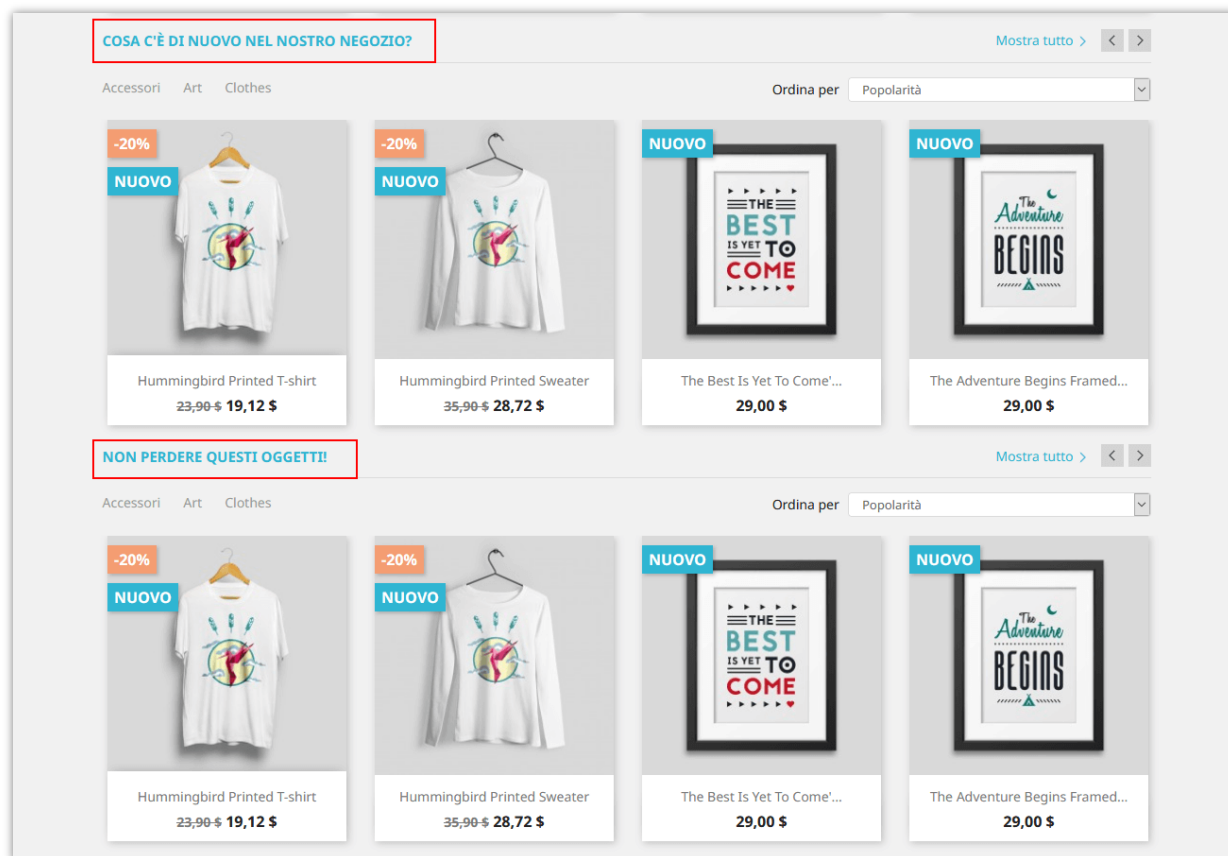 COSA C'È DI NUOVO NEL NOSTRO NEGOZIO?
Mostra tutto >
< >
Accessori Art Clothes
Ordina per Popolarità
-20%
NUOVO
-20%
NUOVO
NUOVO
THE
BEST
IS YET TO
COME
NUOVO
The
Adventure
BEGINS
Hummingbird Printed T-shirt
23,90 $ 19,12 $
Hummingbird Printed Sweater
35,90 $ 28,72 $
The Best Is Yet To Come'...
29,00 $
The Adventure Begins Framed...
29,00 $
NON PERDERE QUESTI OGGETTI!
Mostra tutto >
< >
Accessori Art Clothes
Ordina per Popolarità
-20%
NUOVO
-20%
NUOVO
NUOVO
THE
BEST
IS YET TO
COME
NUOVO
The
Adventure
BEGINS
Hummingbird Printed T-shirt
23,90 $ 19,12 $
Hummingbird Printed Sweater
35,90 $ 28,72 $
The Best Is Yet To Come'...
29,00 $
The Adventure Begins Framed...
29,00 $